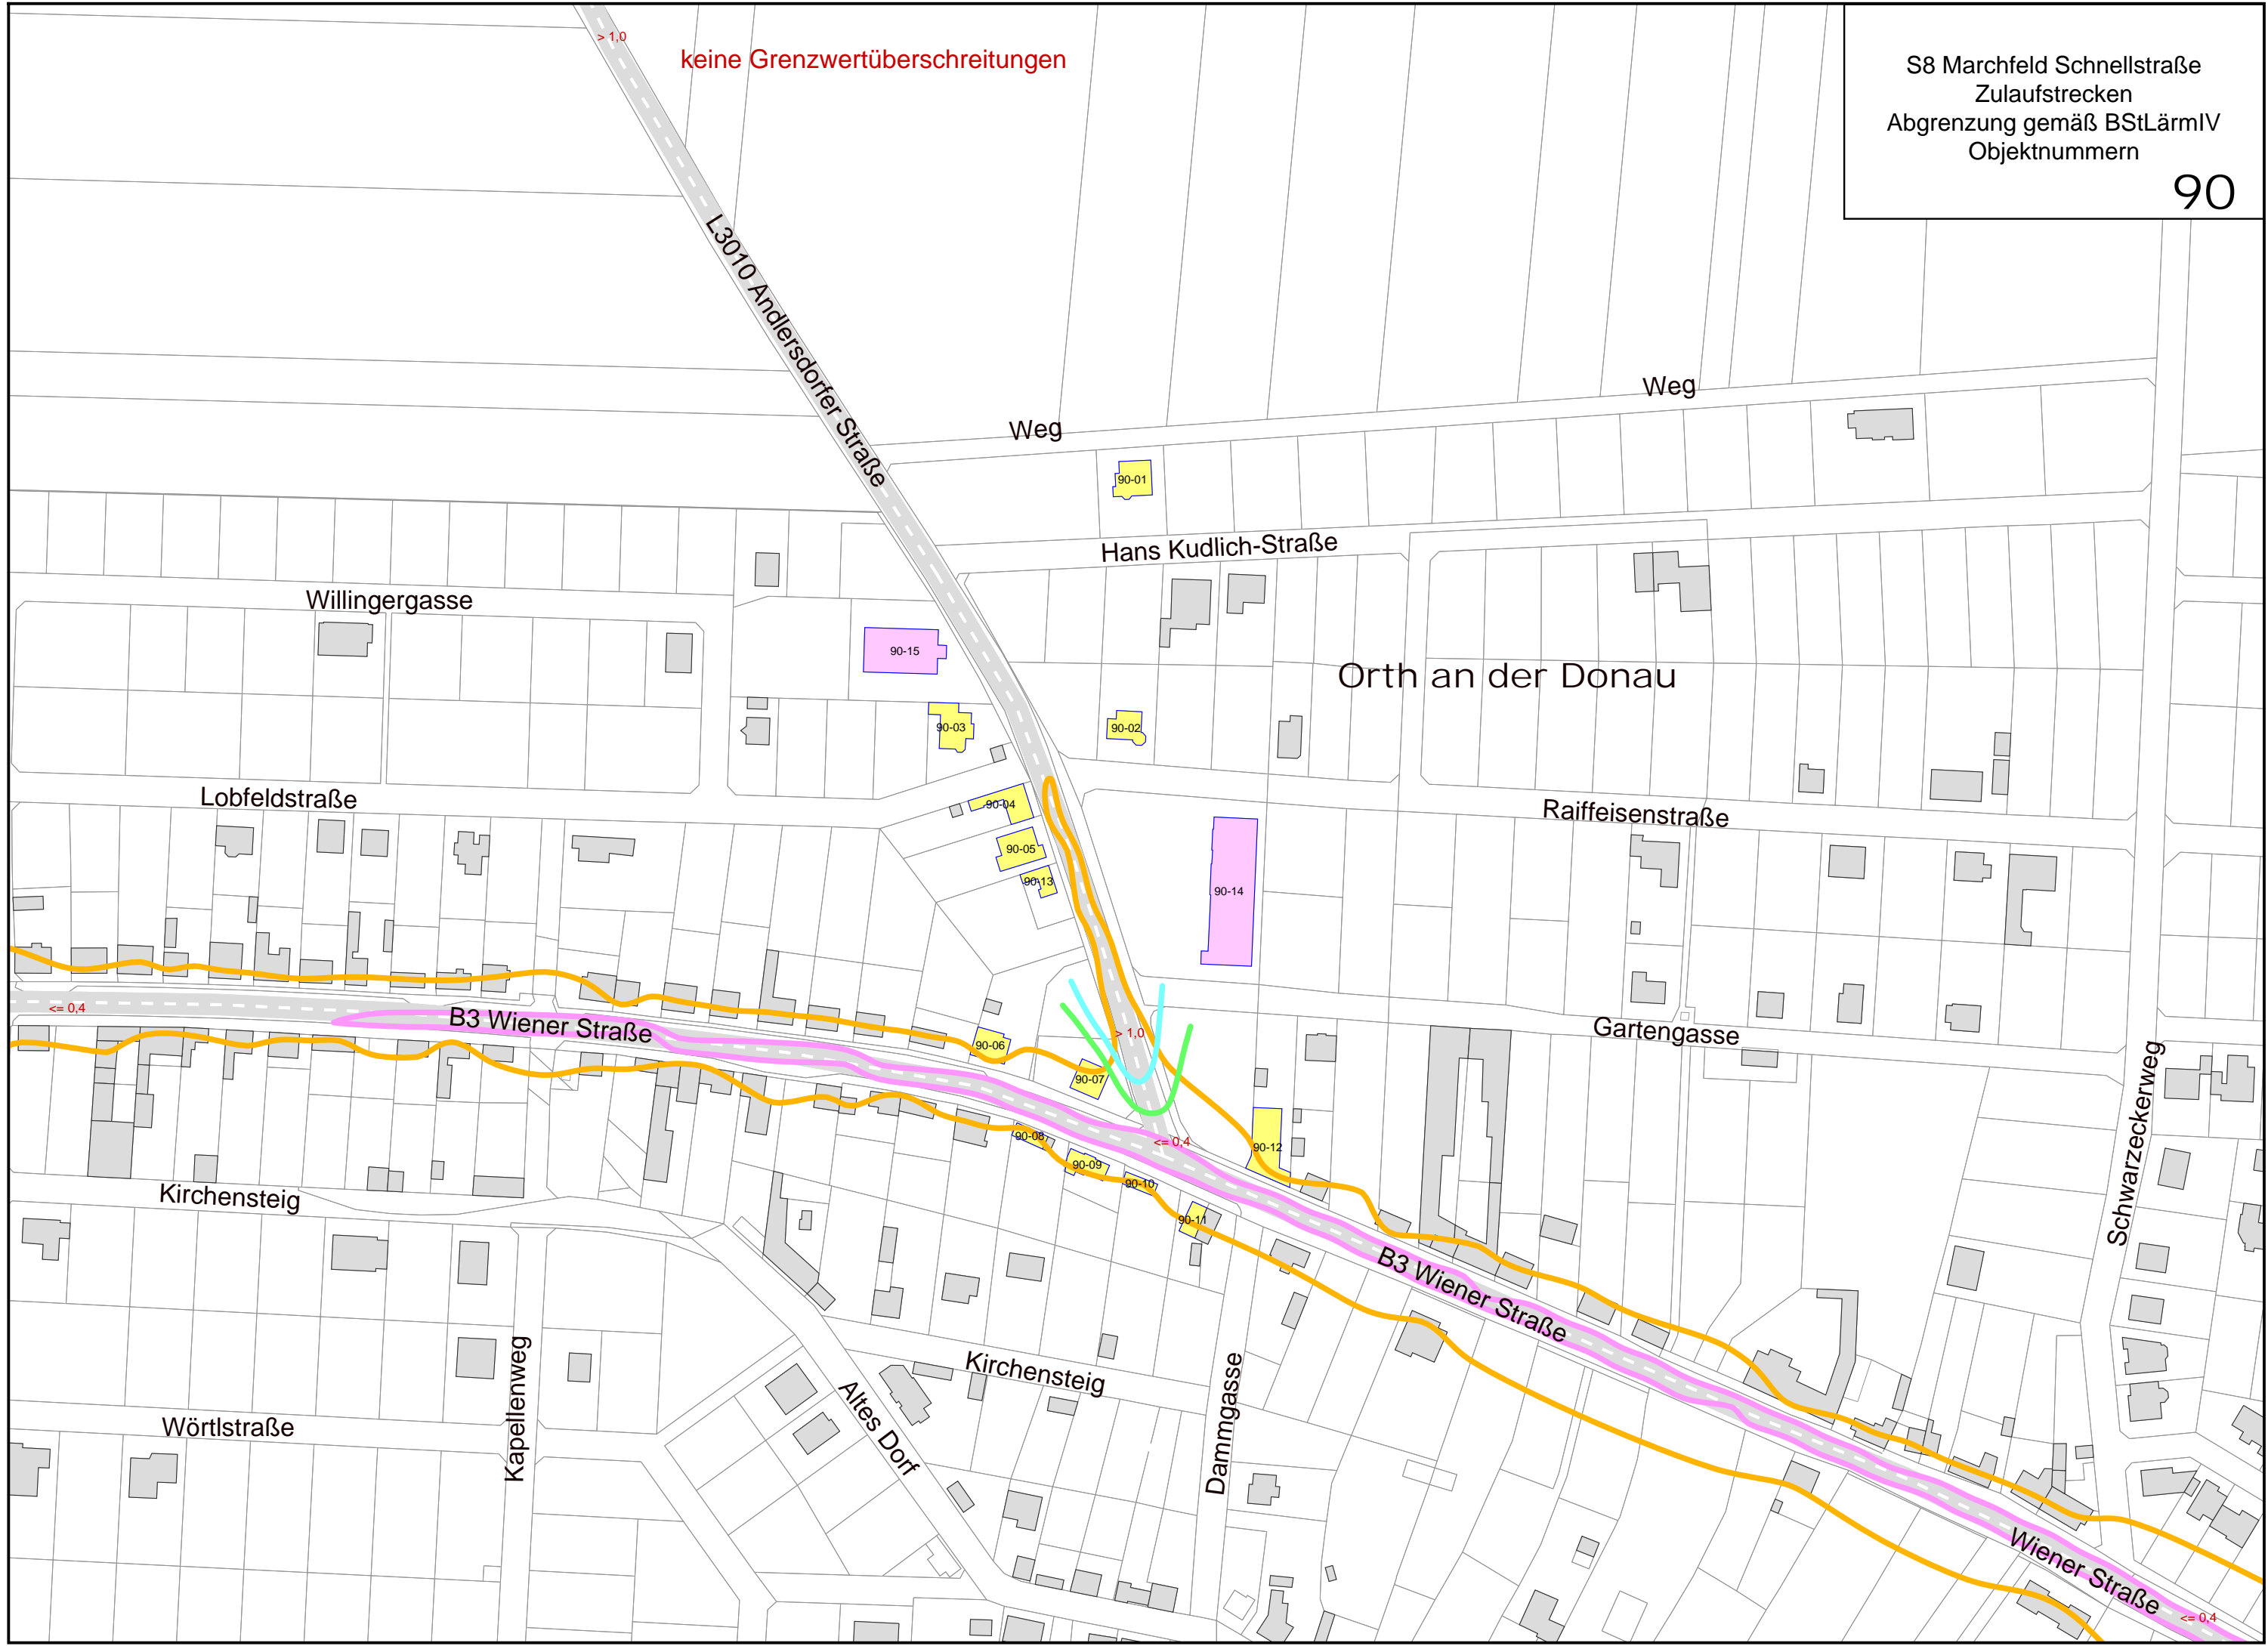 > 1,0
keine Grenzwertüberschreitungen
S8 Marchfeld Schnellstraße
Zulaufstrecken
Abgrenzung gemäß BStLärmIV
Objektnummern
90
L3010 Andlersdorfer Straße
Weg
Weg
90-01
Hans Kudlich-Straße
Willingergasse
90-15
Orth an der Donau
90-03
90-02
Lobfeldstraße
90-04
Raiffeisenstraße
90-05
90-13
90-14
<= 0,4
B3 Wiener Straße
> 1,0
Gartengasse
90-06
90-07
90-08
<= 0,4
90-12
90-09
90-10
Schwarzeckerweg
Kirchensteig
90-11
B3 Wiener Straße
Kirchensteig
Kapellenweg
Altes Dorf
Dammgasse
Wörtlstraße
Wiener Straße
<= 0,4